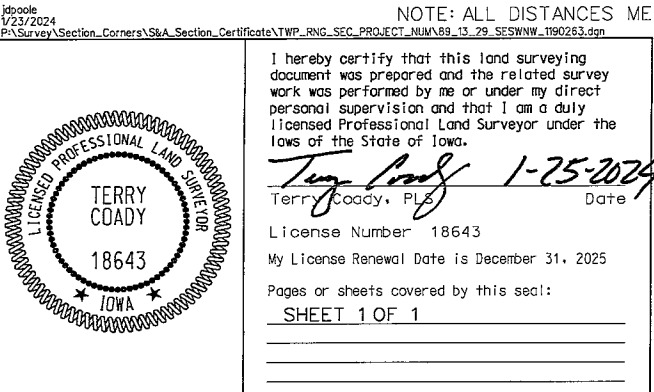 jdpoole
1/23/2024
NOTE: ALL DISTANCES ME
P:\Survey\Section_Corners\S&A_Section_Certificate\TWP_RNG_SEC_PROJECT_NUM\89_13_29_SESWNW_1190263.dgn
I hereby certify that this land surveying
document was prepared and the related survey
work was performed by me or under my direct
personal supervision and that I am a duly
licensed Professional Land Surveyor under the
laws of the State of Iowa.
Terry Coady 1-25-2024
Terry Coady, PLS Date
License Number 18643
My License Renewal Date is December 31, 2025
Pages or sheets covered by this seal:
SHEET 1 OF 1
LICENSED PROFESSIONAL LAND SURVEYOR
TERRY
COADY
18643
IOWA